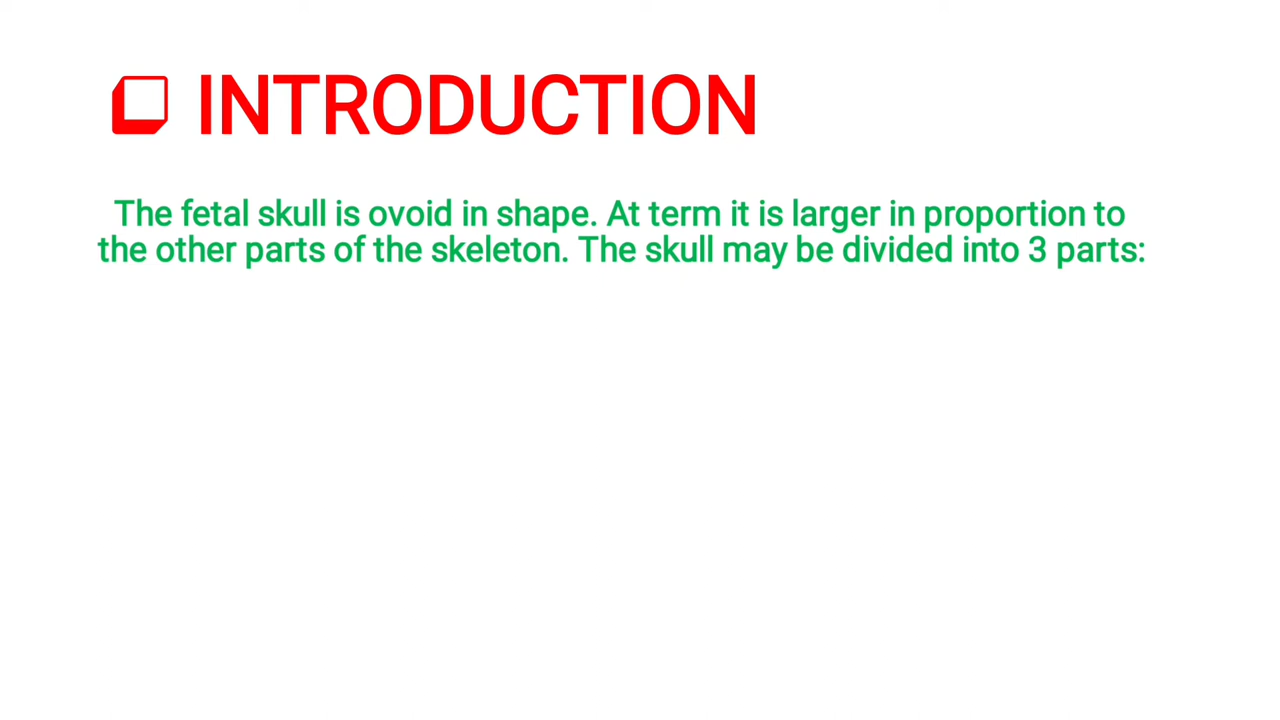 ❑ INTRODUCTION
The fetal skull is ovoid in shape. At term it is larger in proportion to
the other parts of the skeleton. The skull may be divided into 3 parts: